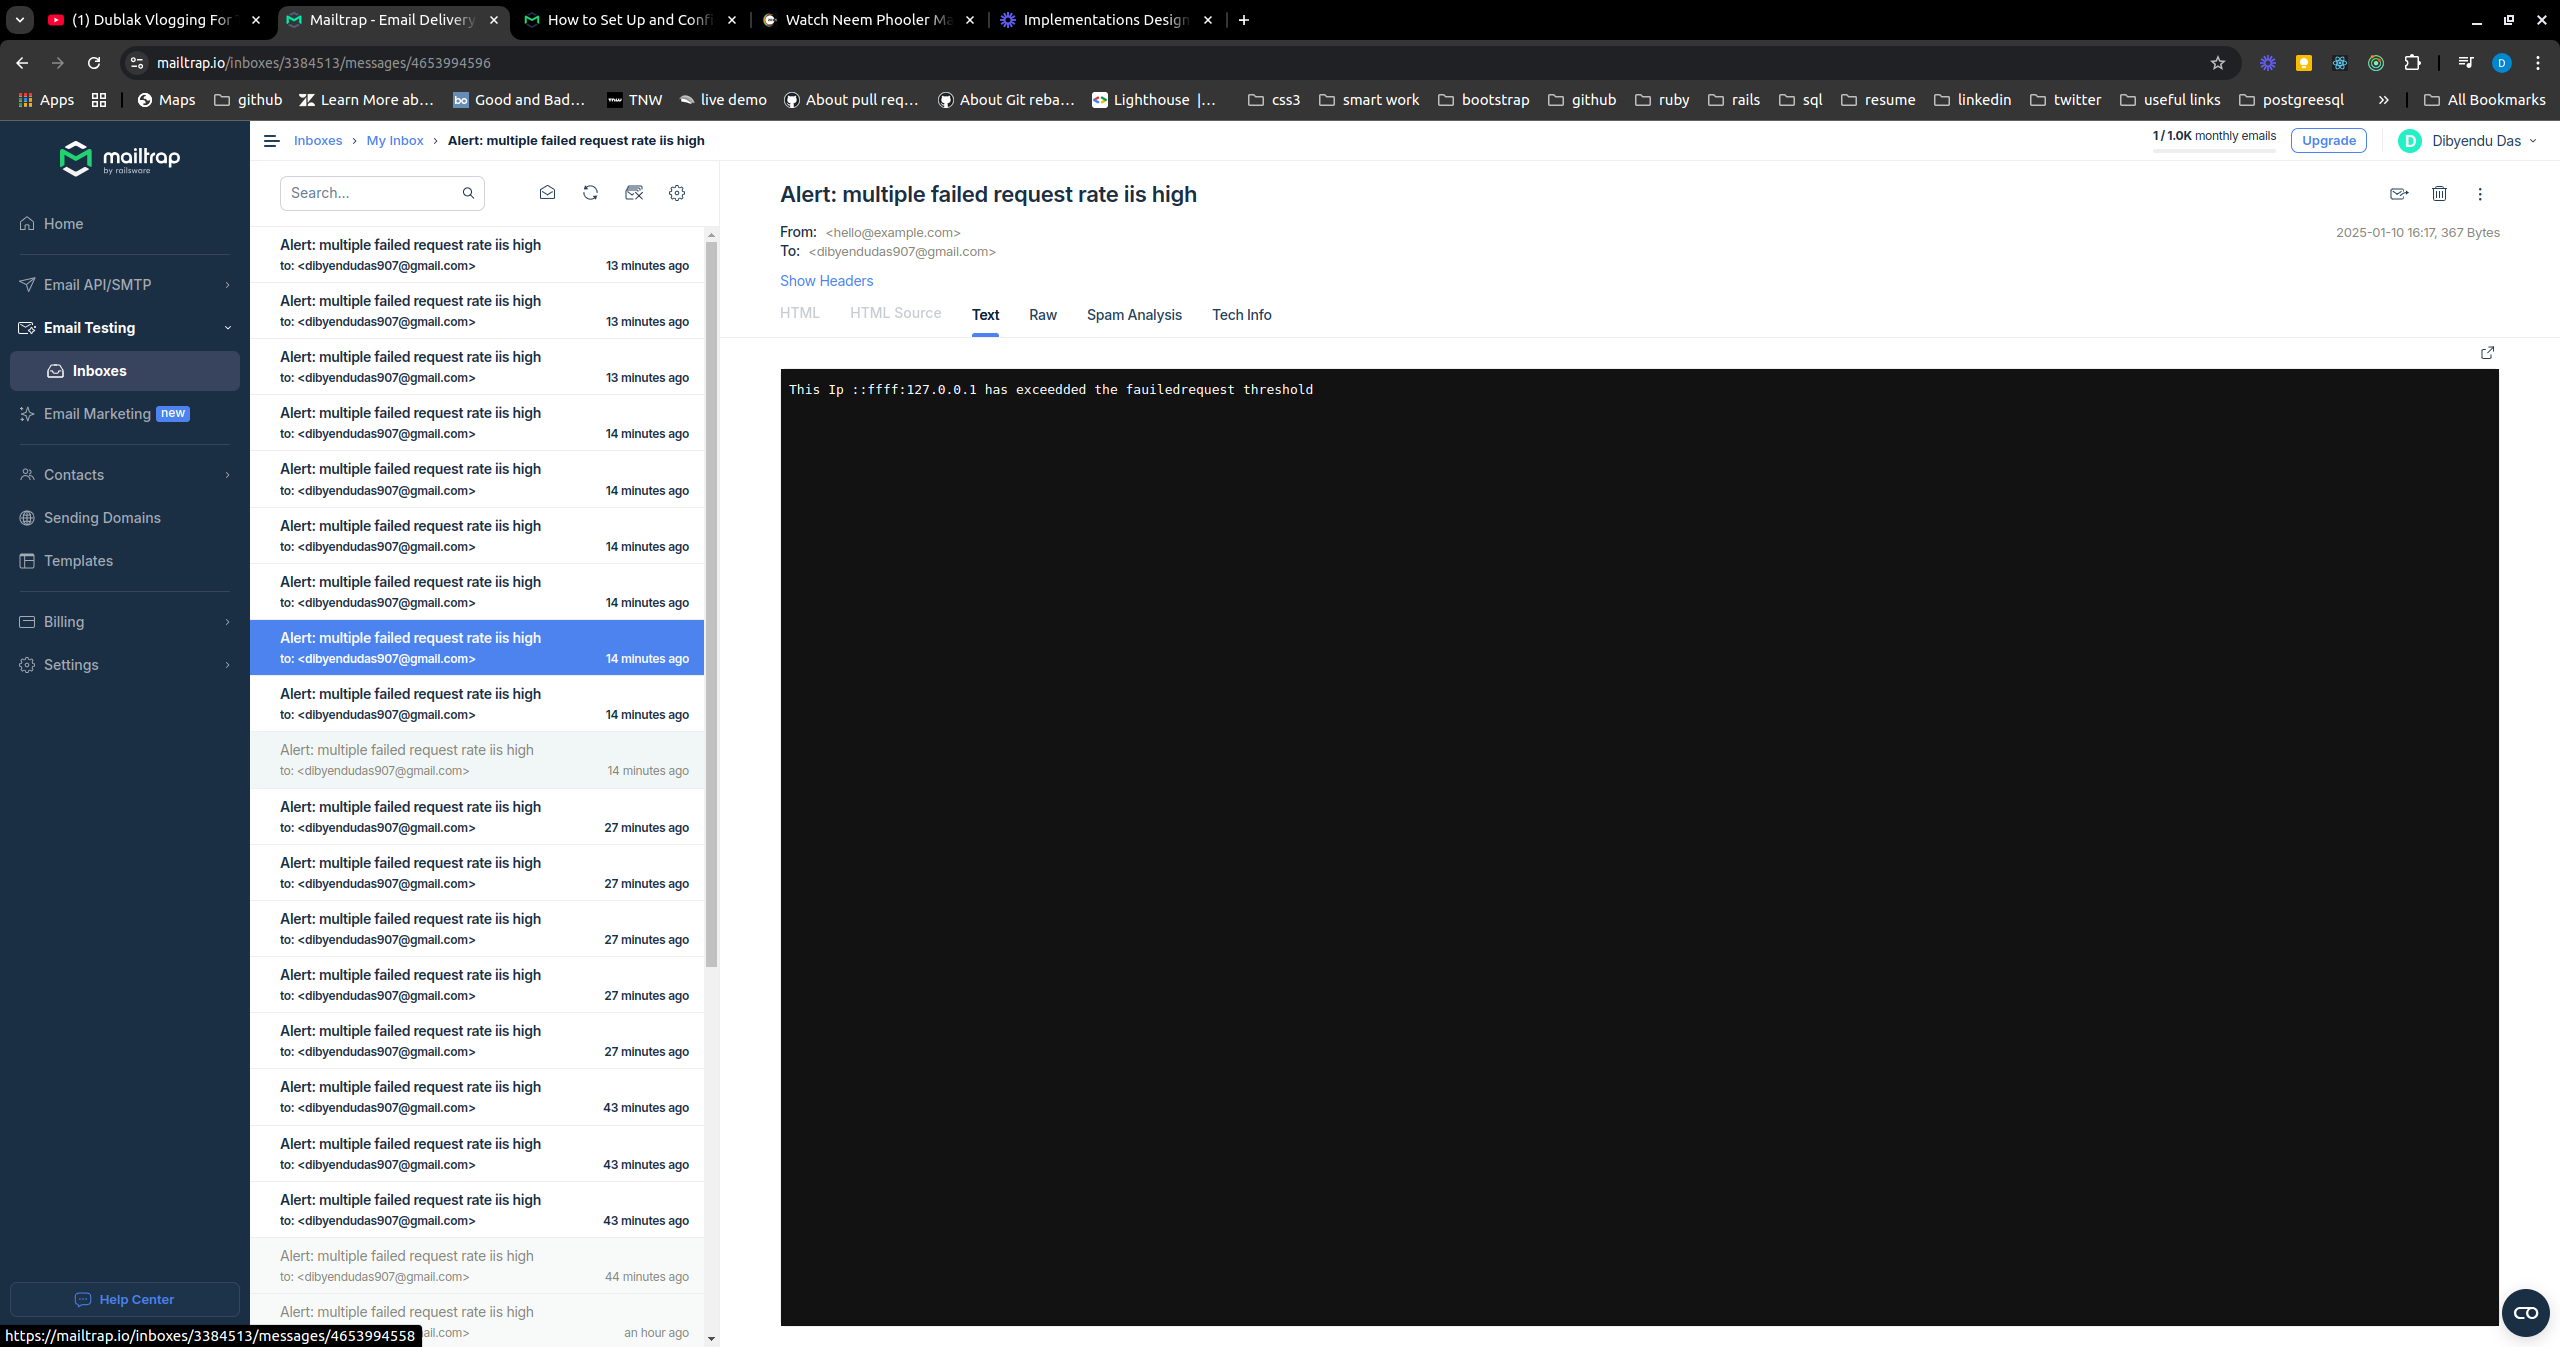 (1) Dublak Vlogging For
Mailtrap - Email Delivery
How to Set Up and Conf
Watch Neem Phooler Ma
Implementations Design
mailtrap.io/inboxes/3384513/messages/4653994596
D
Apps
Maps
github
Learn More ab...
bo
Good and Bad...
TNW
TNW
live demo
About pull req...
About Git reba...
Lighthouse |...
css3
smart work
bootstrap
github
ruby
rails
sql
resume
linkedin
twitter
useful links
postgreesql
All Bookmarks
mailtrap
by railsware
Home
Email API/SMTP
Email Testing
Inboxes
Email Marketing new
Contacts
Sending Domains
Templates
Billing
Settings
Help Center
https://mailtrap.io/inboxes/3384513/messages/4653994558
Inboxes › My Inbox › Alert: multiple failed request rate iis high
1 / 1.0K monthly emails
Upgrade
D
Dibyendu Das
Search...
Alert: multiple failed request rate iis high
to: <dibyendudas907@gmail.com> 13 minutes ago
Alert: multiple failed request rate iis high
to: <dibyendudas907@gmail.com> 13 minutes ago
Alert: multiple failed request rate iis high
to: <dibyendudas907@gmail.com> 13 minutes ago
Alert: multiple failed request rate iis high
to: <dibyendudas907@gmail.com> 14 minutes ago
Alert: multiple failed request rate iis high
to: <dibyendudas907@gmail.com> 14 minutes ago
Alert: multiple failed request rate iis high
to: <dibyendudas907@gmail.com> 14 minutes ago
Alert: multiple failed request rate iis high
to: <dibyendudas907@gmail.com> 14 minutes ago
Alert: multiple failed request rate iis high
to: <dibyendudas907@gmail.com> 14 minutes ago
Alert: multiple failed request rate iis high
to: <dibyendudas907@gmail.com> 14 minutes ago
Alert: multiple failed request rate iis high
to: <dibyendudas907@gmail.com> 14 minutes ago
Alert: multiple failed request rate iis high
to: <dibyendudas907@gmail.com> 27 minutes ago
Alert: multiple failed request rate iis high
to: <dibyendudas907@gmail.com> 27 minutes ago
Alert: multiple failed request rate iis high
to: <dibyendudas907@gmail.com> 27 minutes ago
Alert: multiple failed request rate iis high
to: <dibyendudas907@gmail.com> 27 minutes ago
Alert: multiple failed request rate iis high
to: <dibyendudas907@gmail.com> 27 minutes ago
Alert: multiple failed request rate iis high
to: <dibyendudas907@gmail.com> 43 minutes ago
Alert: multiple failed request rate iis high
to: <dibyendudas907@gmail.com> 43 minutes ago
Alert: multiple failed request rate iis high
to: <dibyendudas907@gmail.com> 43 minutes ago
Alert: multiple failed request rate iis high
to: <dibyendudas907@gmail.com> 44 minutes ago
Alert: multiple failed request rate iis high
ail.com> an hour ago
Alert: multiple failed request rate iis high
From: <hello@example.com>
To: <dibyendudas907@gmail.com>
2025-01-10 16:17, 367 Bytes
Show Headers
HTML
HTML Source
Text
Raw
Spam Analysis
Tech Info
This Ip ::ffff:127.0.0.1 has exceedded the fauiledrequest threshold